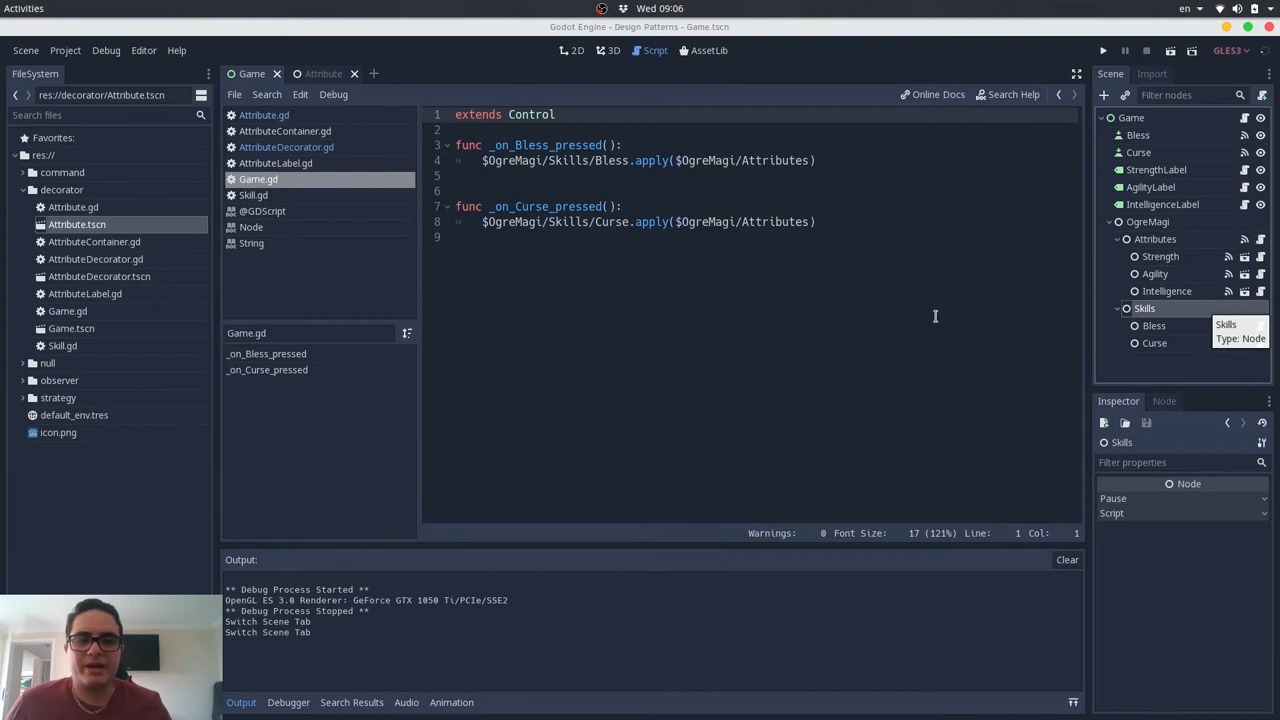 Activities
Wed 09:06
en
Godot Engine - Design Patterns - Game.tscn
Scene Project Debug Editor Help
2D 3D Script AssetLib
GLES3
FileSystem
res://decorator/Attribute.tscn
Search files
Favorites:
res://
command
decorator
Attribute.gd
Attribute.tscn
AttributeContainer.gd
AttributeDecorator.gd
AttributeDecorator.tscn
AttributeLabel.gd
Game.gd
Game.tscn
Skill.gd
null
observer
strategy
default_env.tres
icon.png
Game Attribute
File Search Edit Debug
Online Docs Search Help
Attribute.gd
AttributeContainer.gd
AttributeDecorator.gd
AttributeLabel.gd
Game.gd
Skill.gd
@GDScript
Node
String
Game.gd
_on_Bless_pressed
_on_Curse_pressed
1 extends Control
2
3 func _on_Bless_pressed():
4 $OgreMagi/Skills/Bless.apply($OgreMagi/Attributes)
5
6
7 func _on_Curse_pressed():
8 $OgreMagi/Skills/Curse.apply($OgreMagi/Attributes)
9
Warnings: 0 Font Size: 17 (121%) Line: 1 Col: 1
Output:
Clear
** Debug Process Started **
OpenGL ES 3.0 Renderer: GeForce GTX 1050 Ti/PCIe/SSE2
** Debug Process Stopped **
Switch Scene Tab
Switch Scene Tab
Output Debugger Search Results Audio Animation
Scene Import
Filter nodes
Game
Bless
Curse
StrengthLabel
AgilityLabel
IntelligenceLabel
OgreMagi
Attributes
Strength
Agility
Intelligence
Skills
Bless
Curse
Skills
Type: Node
Inspector Node
Skills
Filter properties
Node
Pause
Script